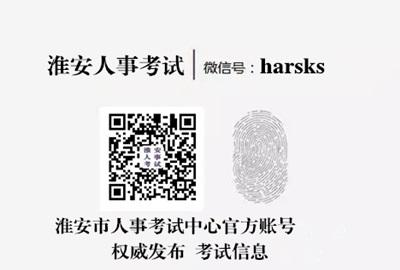 淮安人事考试 | 微信号：harsks
淮安
人事
考试
淮安市人事考试中心官方账号
权威发布 考试信息